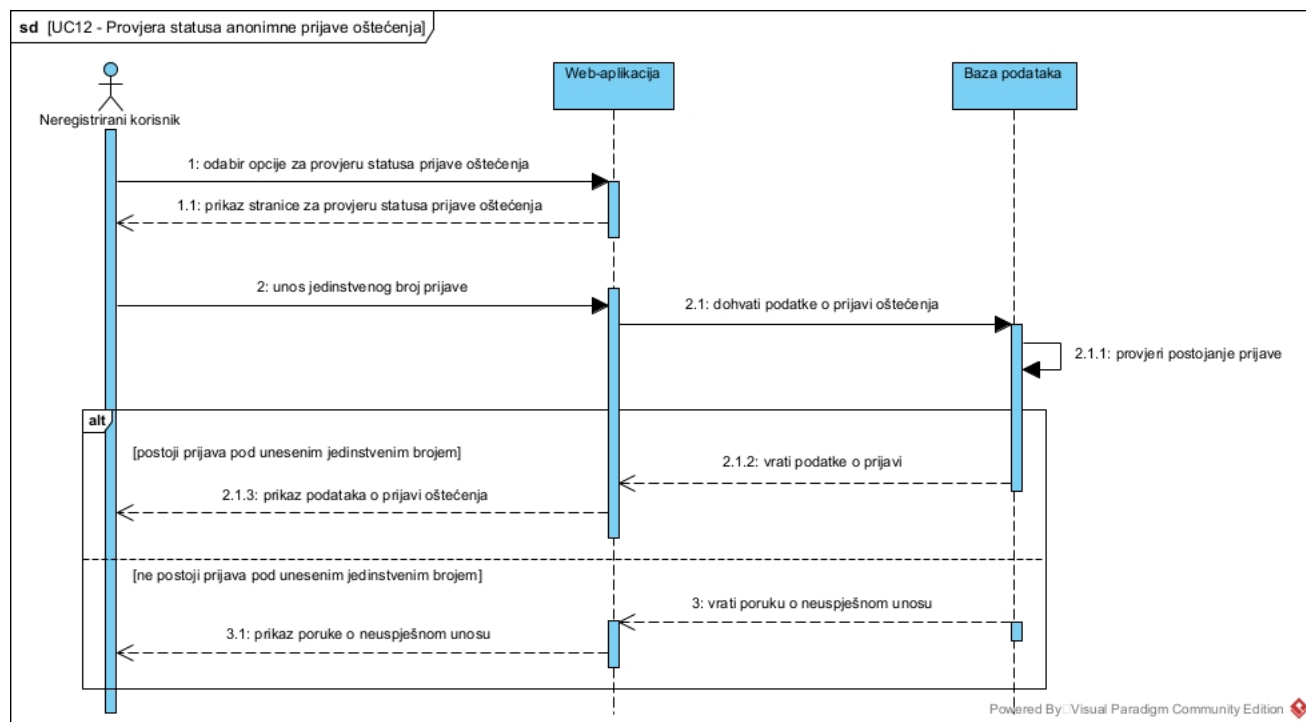 sd [UC12 - Provjera statusa anonimne prijave oštećenja]
Neregistrirani korisnik
Web-aplikacija
Baza podataka
1: odabir opcije za provjeru statusa prijave oštećenja
1.1: prikaz stranice za provjeru statusa prijave oštećenja
2: unos jedinstvenog broj prijave
2.1: dohvati podatke o prijavi oštećenja
2.1.1: provjeri postojanje prijave
alt
[postoji prijava pod unesenim jedinstvenim brojem]
2.1.2: vrati podatke o prijavi
2.1.3: prikaz podataka o prijavi oštećenja
[ne postoji prijava pod unesenim jedinstvenim brojem]
3: vrati poruku o neuspješnom unosu
3.1: prikaz poruke o neuspješnom unosu
Powered By Visual Paradigm Community Edition